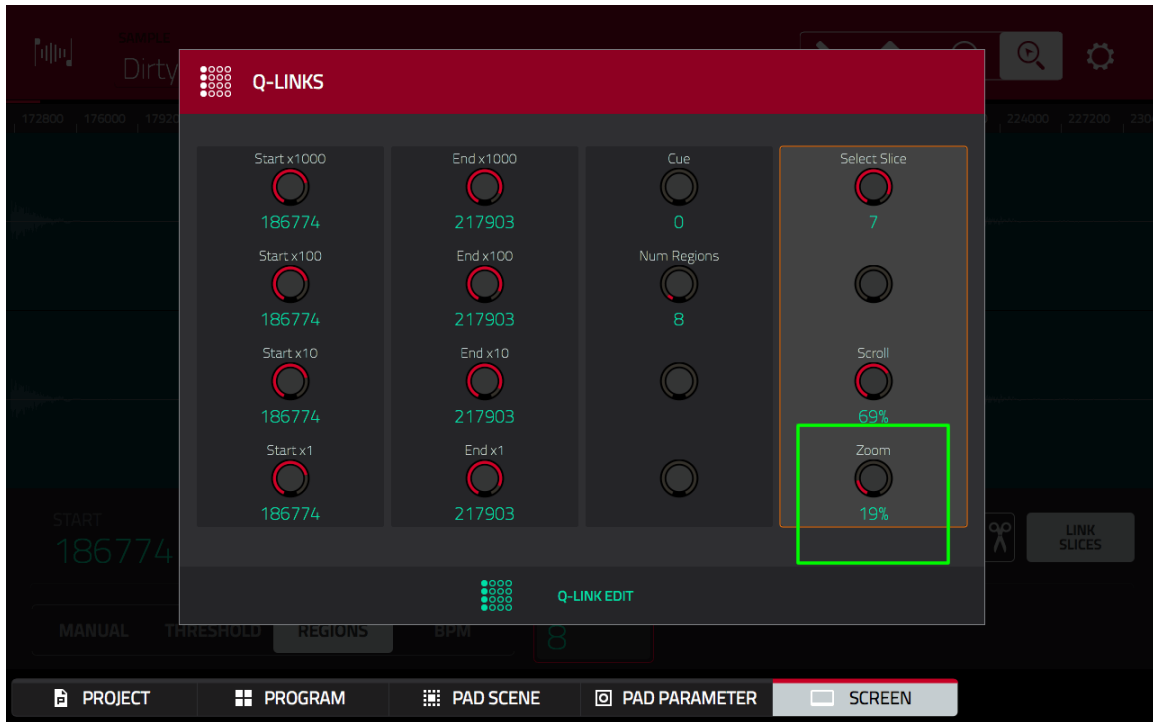 SAMPLE
Dirty
Q-LINKS
172800 176000 17920
224000 227200 230
Start x1000 End x1000 Cue Select Slice
186774 217903 0 7
Start x100 End x100 Num Regions
186774 217903 8
Start x10 End x10 Scroll
186774 217903 69%
Start x1 End x1 Zoom
186774 217903 19%
START
186774
LINK
SLICES
Q-LINK EDIT
MANUAL THRESHOLD REGIONS BPM 8
PROJECT PROGRAM PAD SCENE PAD PARAMETER SCREEN